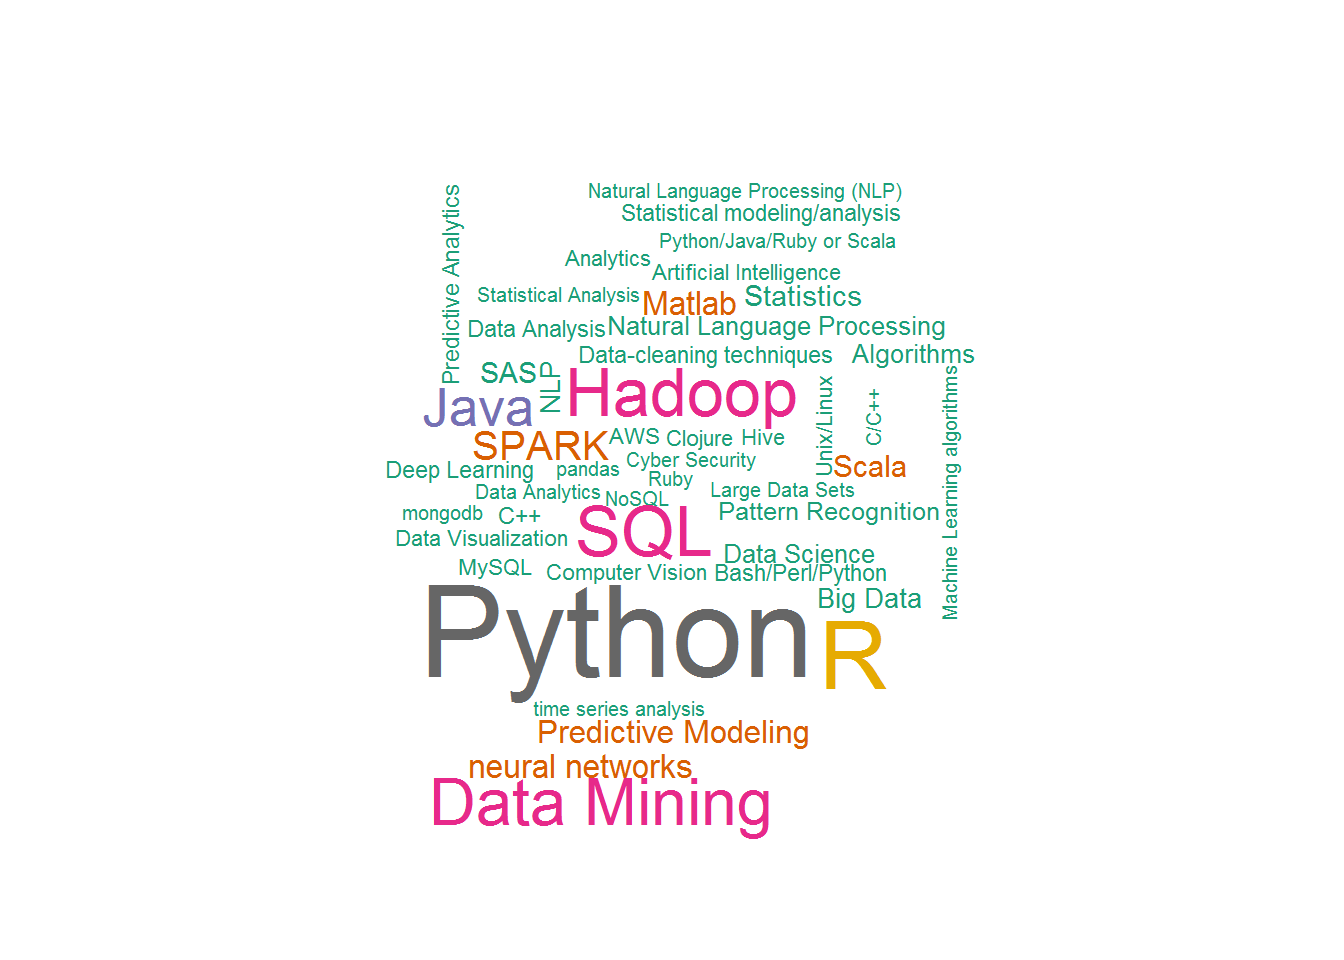 Natural Language Processing (NLP)
Predictive Analytics
Statistical modeling/analysis
Python/Java/Ruby or Scala
Analytics
Artificial Intelligence
Statistical Analysis
Matlab
Statistics
Data Analysis
Natural Language Processing
Data-cleaning techniques
Algorithms
SAS
NLP
Hadoop
Java
Unix/Linux
C/C++
Machine Learning algorithms
SPARK
AWS
Clojure
Hive
Cyber Security
Scala
Deep Learning
pandas
Ruby
Data Analytics
NoSQL
Large Data Sets
mongodb
C++
SQL
Pattern Recognition
Data Visualization
Data Science
MySQL
Computer Vision
Bash/Perl/Python
Big Data
Python
R
time series analysis
Predictive Modeling
neural networks
Data Mining